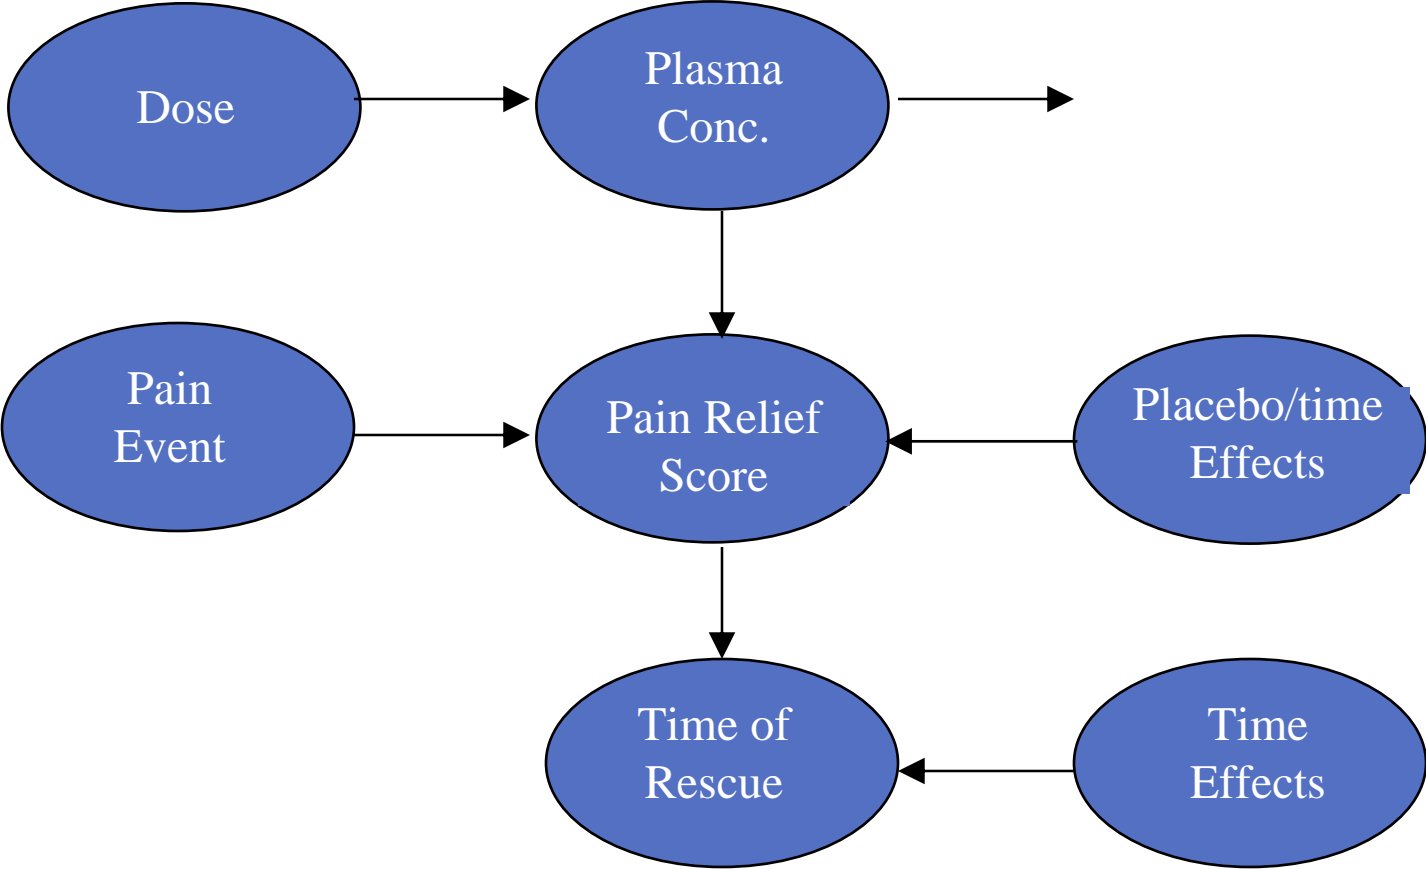 Dose
Plasma
Conc.
Pain
Event
Pain Relief
Score
Placebo/time
Effects
Time of
Rescue
Time
Effects